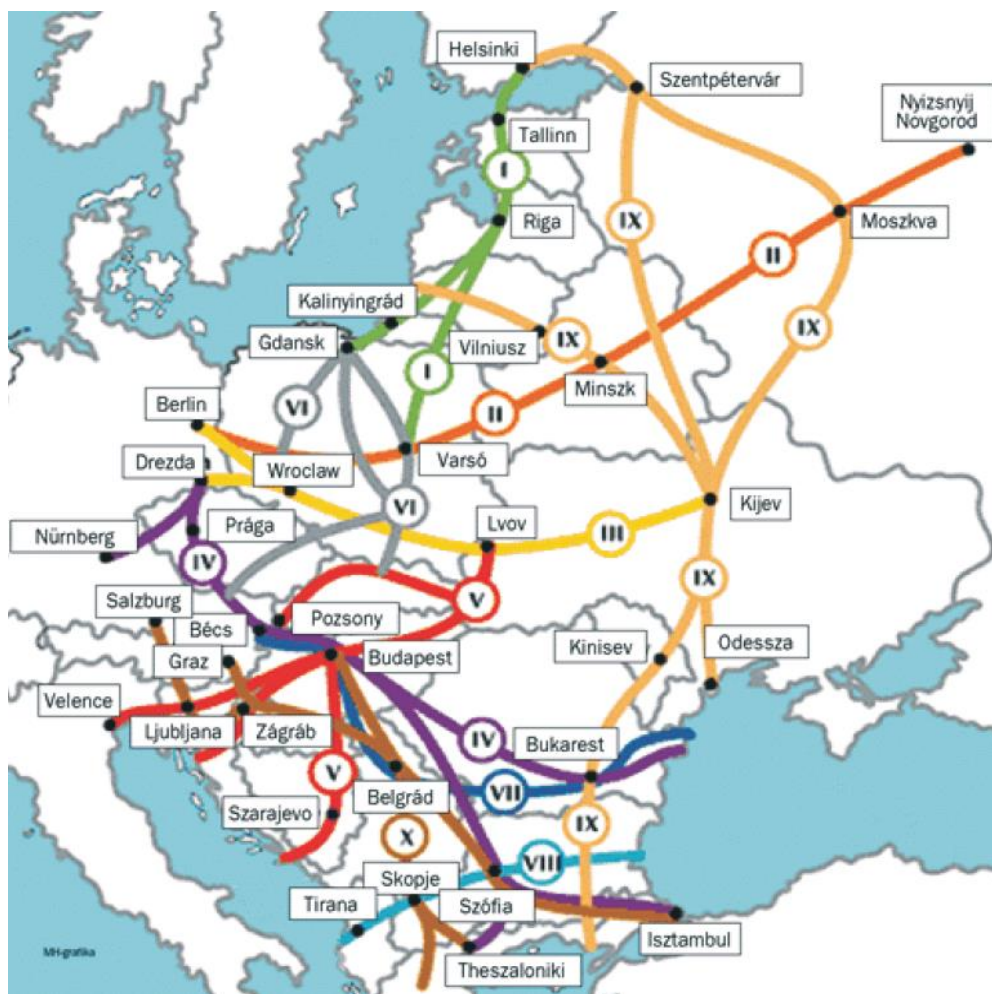 Helsinki
Szentpétervár
Nyizsnyij
Novgorod
Tallinn
I
Riga
IX
Moszkva
II
Kalinyingrád
IX
Gdansk
Vilniusz
IX
I
Minszk
VI
II
Berlin
Varsó
Drezda
Wroclaw
VI
Kijev
Prága
Lvov
III
Nürnberg
IV
IX
Salzburg
V
Pozsony
Bécs
Kinisev
Odessza
Graz
Budapest
Velence
Ljubljana
Zágráb
IV
Bukarest
V
VII
Belgrád
Szarajevo
IX
X
VIII
Skopje
Tirana
Szófia
Isztambul
MH-grafika
Theszaloniki